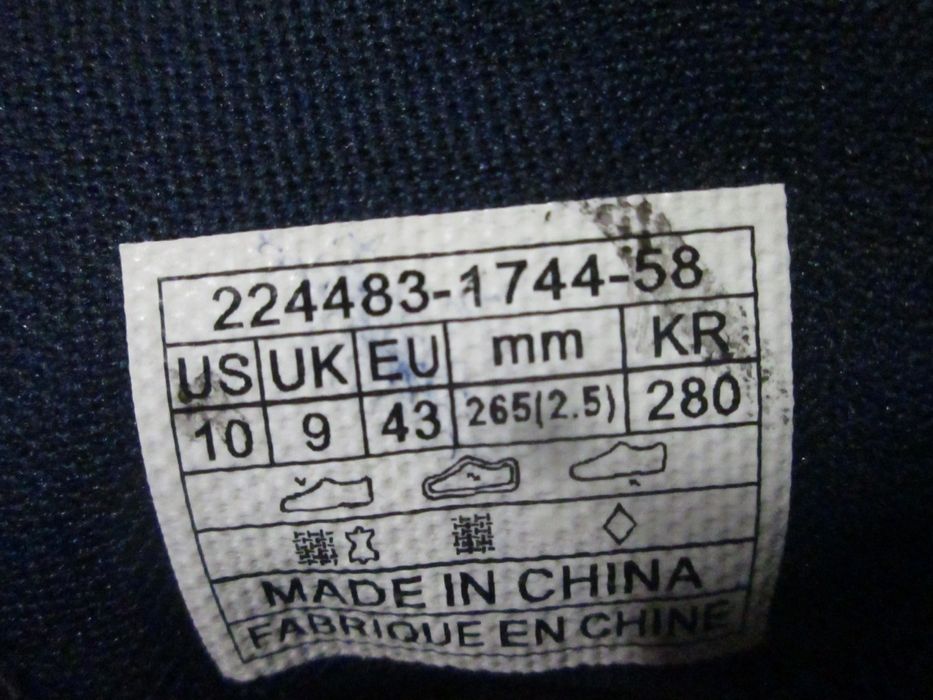 224483-1744-58
US UK EU mm KR
10 9 43 265(2.5) 280
MADE IN CHINA
FABRIQUE EN CHINE